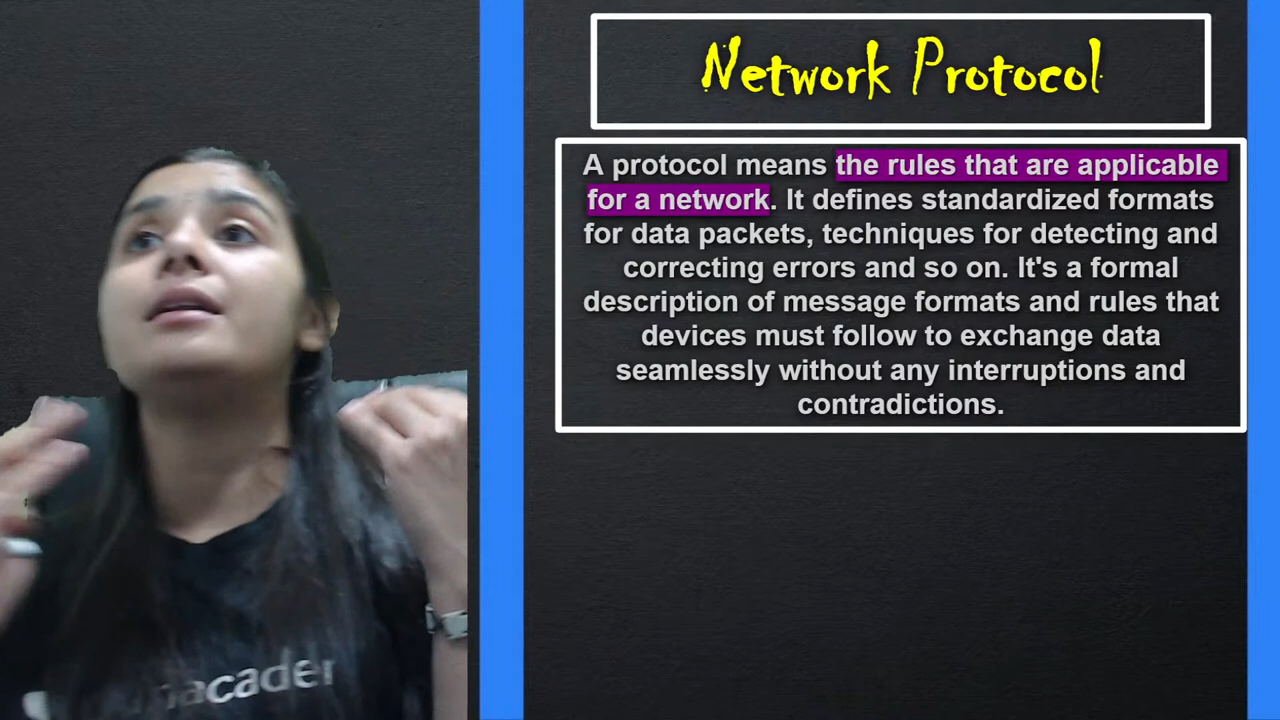 Network Protocol
A protocol means the rules that are applicable
for a network. It defines standardized formats
for data packets, techniques for detecting and
correcting errors and so on. It's a formal
description of message formats and rules that
devices must follow to exchange data
seamlessly without any interruptions and
contradictions.